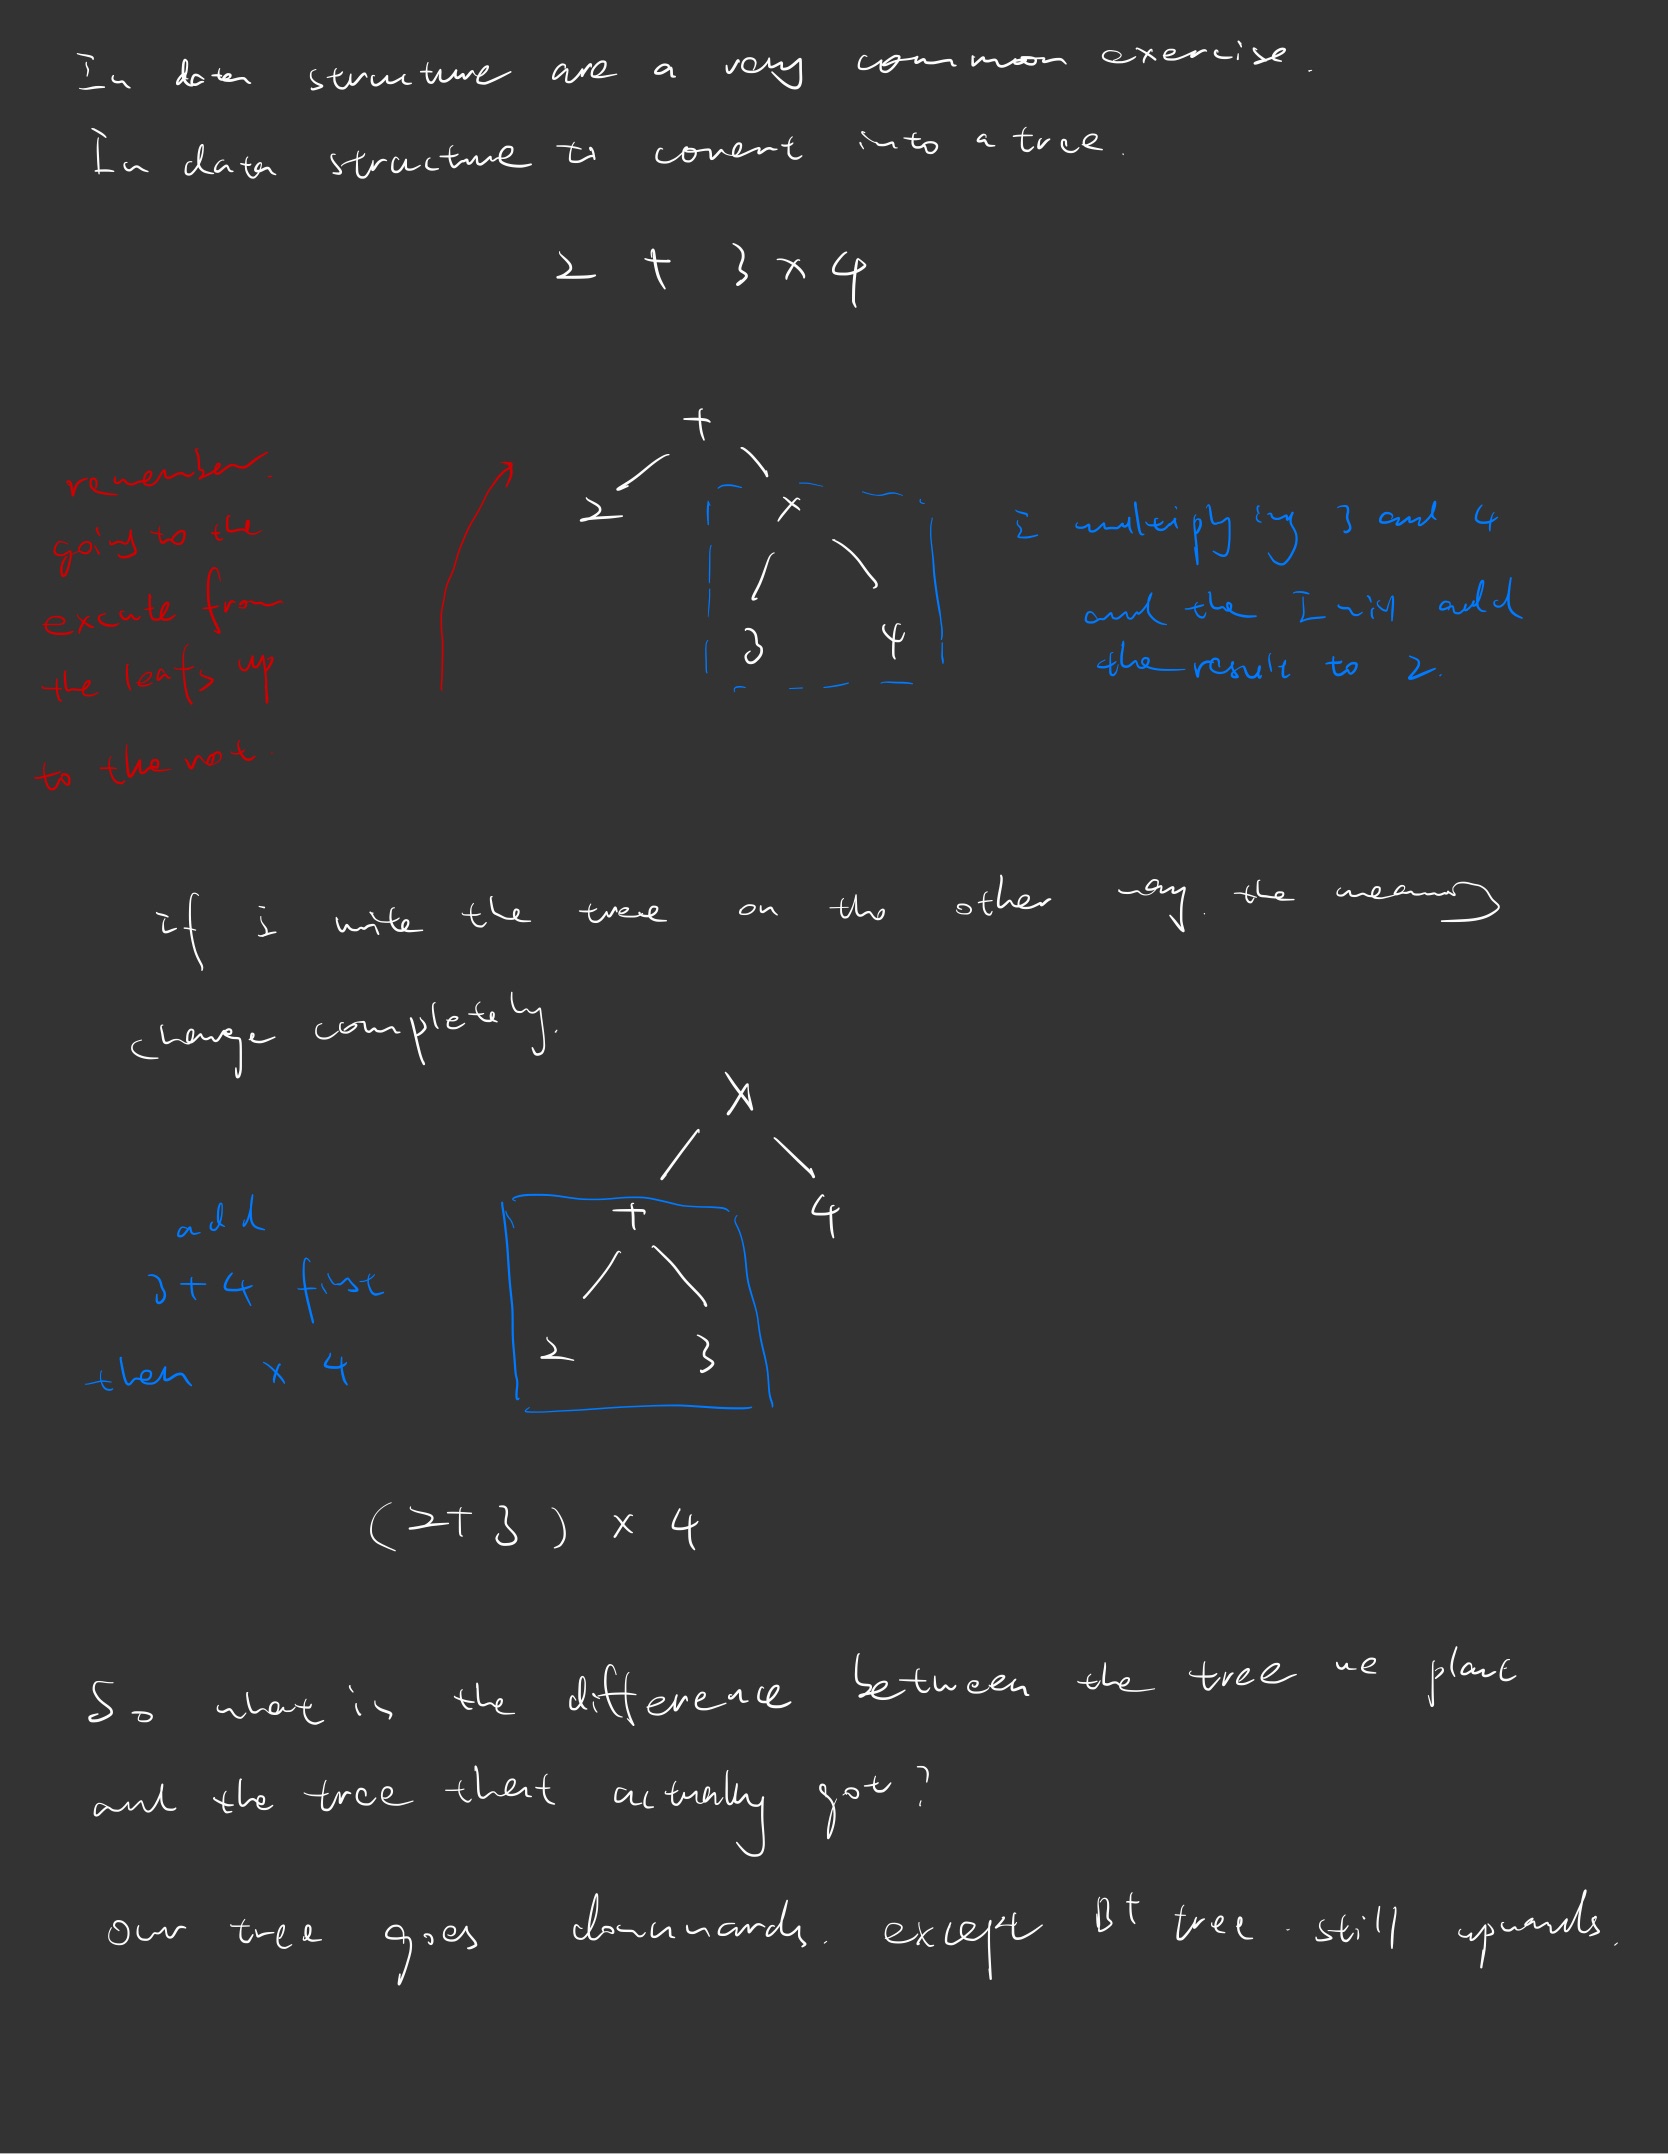 In data structure are a very common exercise.
In data structure to covert into a tree.
2 + 3 × 4
+
2 ×
3 4
remember.
going to the
excute from
the leafs up
to the root.
I multiplying 3 and 4
and the I will add
the result to 2.
if i write the tree on the other way. the meaning
change completely.
×
+ 4
2 3
add
3+4 first
then × 4
(2+3) × 4
So what is the difference between the tree we plant
and the tree that actually got?
our tree goes downwards. except B+ tree. still upwards.